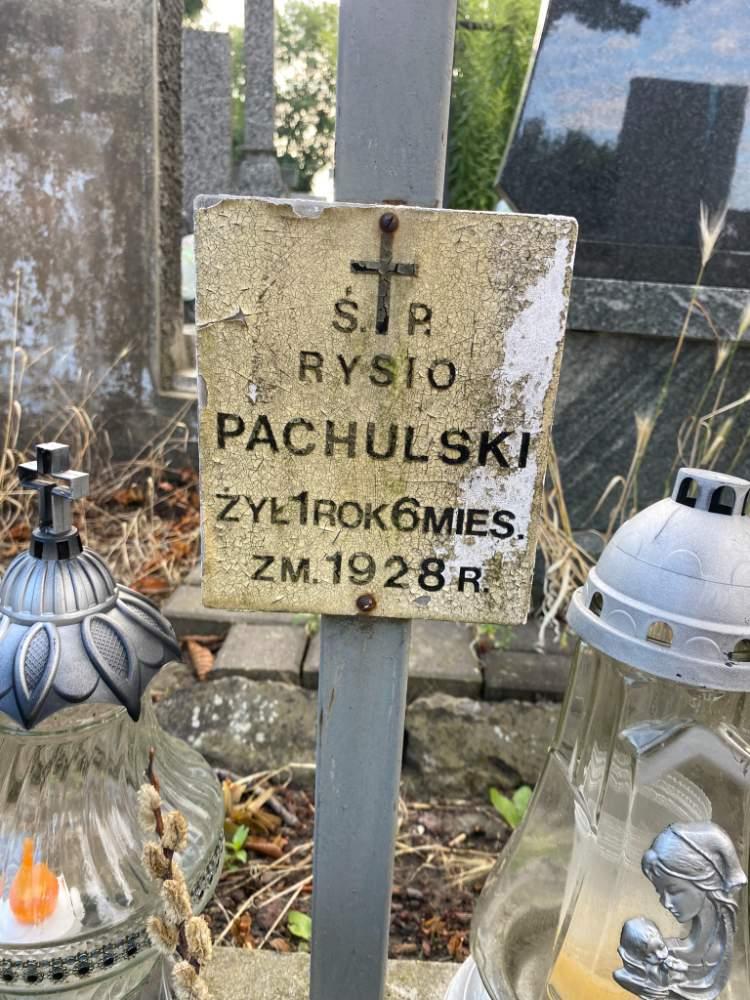 Ś. P.
RYSIO
PACHULSKI
ŻYŁ 1 ROK 6 MIES.
ZM. 1928 R.